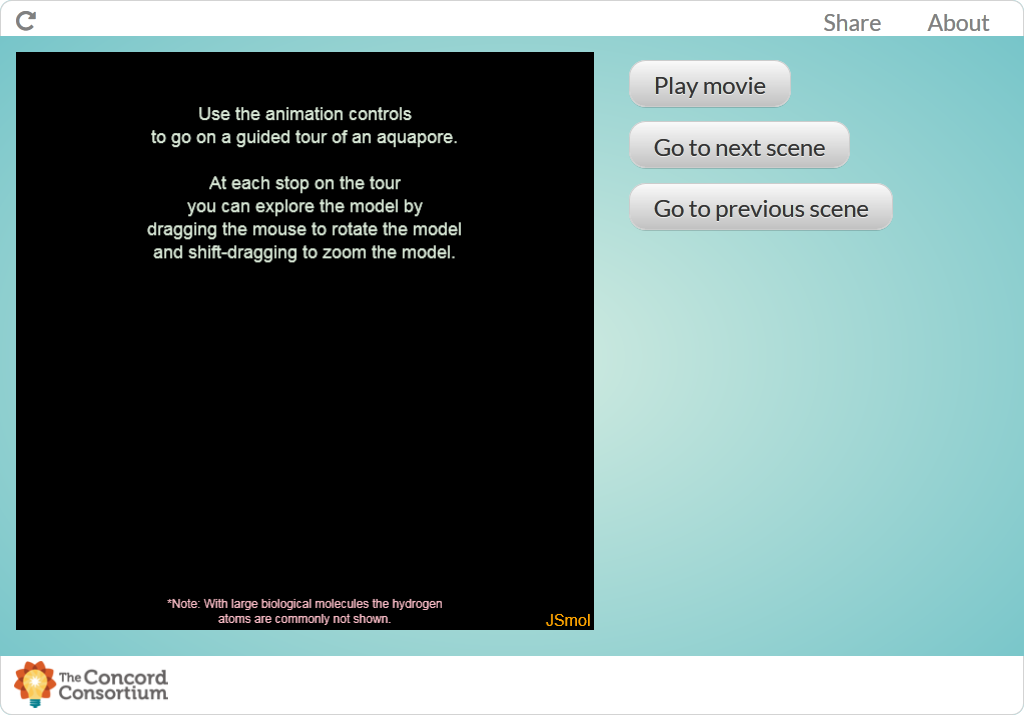 Share About
Use the animation controls
to go on a guided tour of an aquapore.
At each stop on the tour
you can explore the model by
dragging the mouse to rotate the model
and shift-dragging to zoom the model.
*Note: With large biological molecules the hydrogen
atoms are commonly not shown.
JSmol
Play movie
Go to next scene
Go to previous scene
The Concord
Consortium